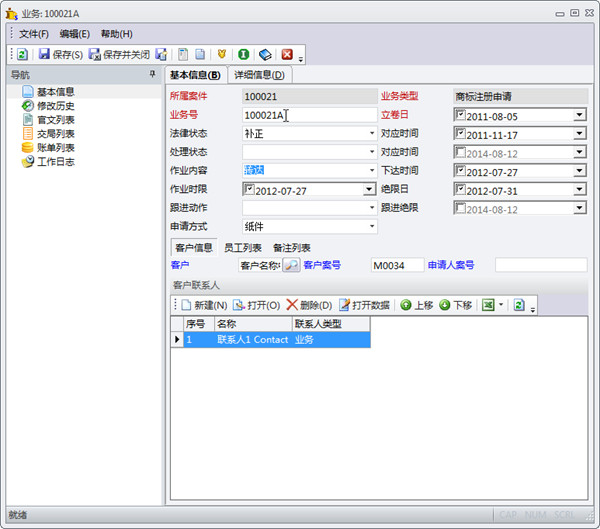 业务: 100021A
文件(F) 编辑(E) 帮助(H)
保存(S) 保存并关闭
导航
基本信息
修改历史
官文列表
交局列表
账单列表
工作日志
基本信息(B) 详细信息(D)
所属案件 100021 业务类型 商标注册申请
业务号 100021A 立卷日 2011-08-05
法律状态 补正 对应时间 2011-11-17
处理状态 对应时间 2014-08-12
作业内容 转达 下达时间 2012-07-27
作业时限 2012-07-27 绝限日 2012-07-31
跟进动作 跟进绝限 2014-08-12
申请方式 纸件
客户信息 员工列表 备注列表
客户 客户名称 客户案号 M0034 申请人案号
客户联系人
新建(N) 打开(O) 删除(D) 打开数据 上移 下移
序号 名称 联系人类型
1 联系人1 Contact 业务
就绪 CAP NUM SCRL